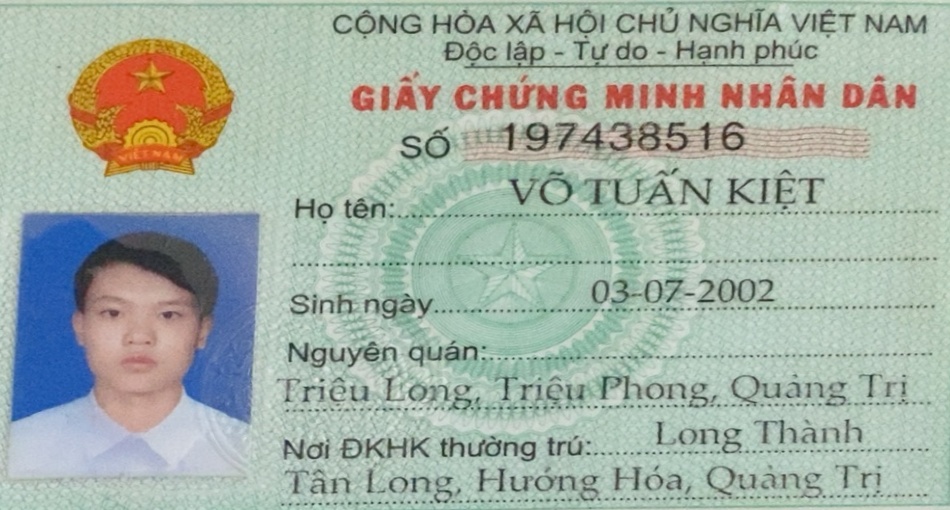 CỘNG HÒA XÃ HỘI CHỦ NGHĨA VIỆT NAM
Độc lập - Tự do - Hạnh phúc
GIẤY CHỨNG MINH NHÂN DÂN
SỐ 197438516
VIỆT NAM
Họ tên: VÕ TUẤN KIỆT
Sinh ngày 03-07-2002
Nguyên quán:
Triệu Long, Triệu Phong, Quảng Trị
Nơi ĐKHK thường trú: Long Thành
Tân Long, Hướng Hóa, Quảng Trị